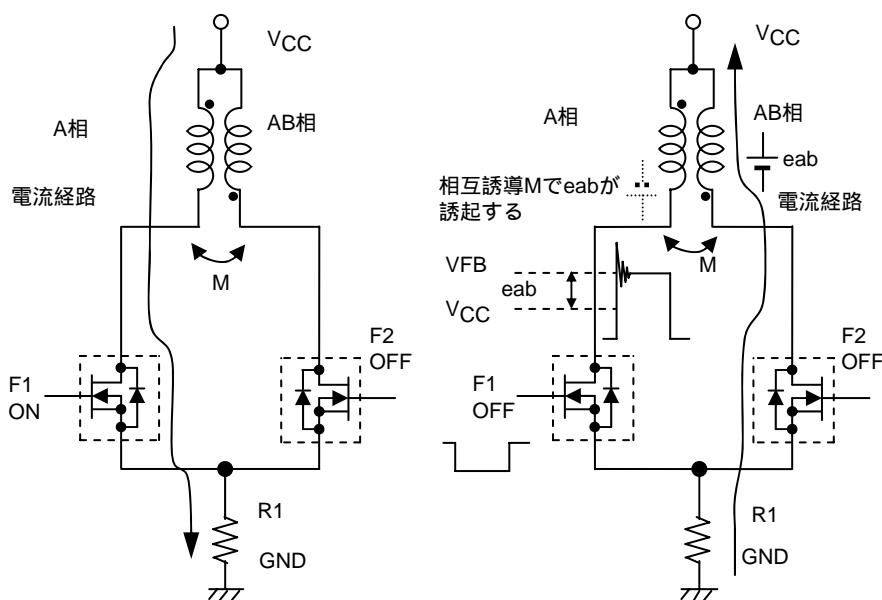 VCC
A相
AB相
電流経路
M
F1
ON
F2
OFF
R1
GND
VCC
A相
AB相
eab
相互誘導Mでeabが
誘起する
電流経路
M
VFB
eab
VCC
F2
OFF
F1
OFF
R1
GND